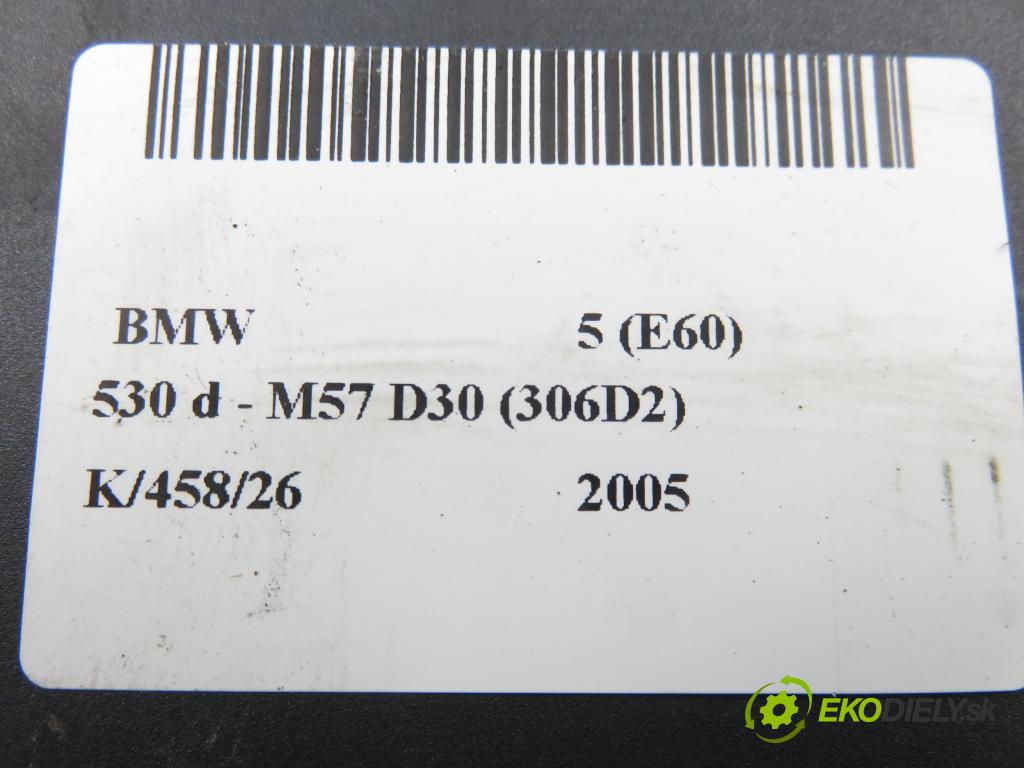 BMW 5 (E60)
530 d - M57 D30 (306D2)
K/458/26 2005
EKODIELY.sk